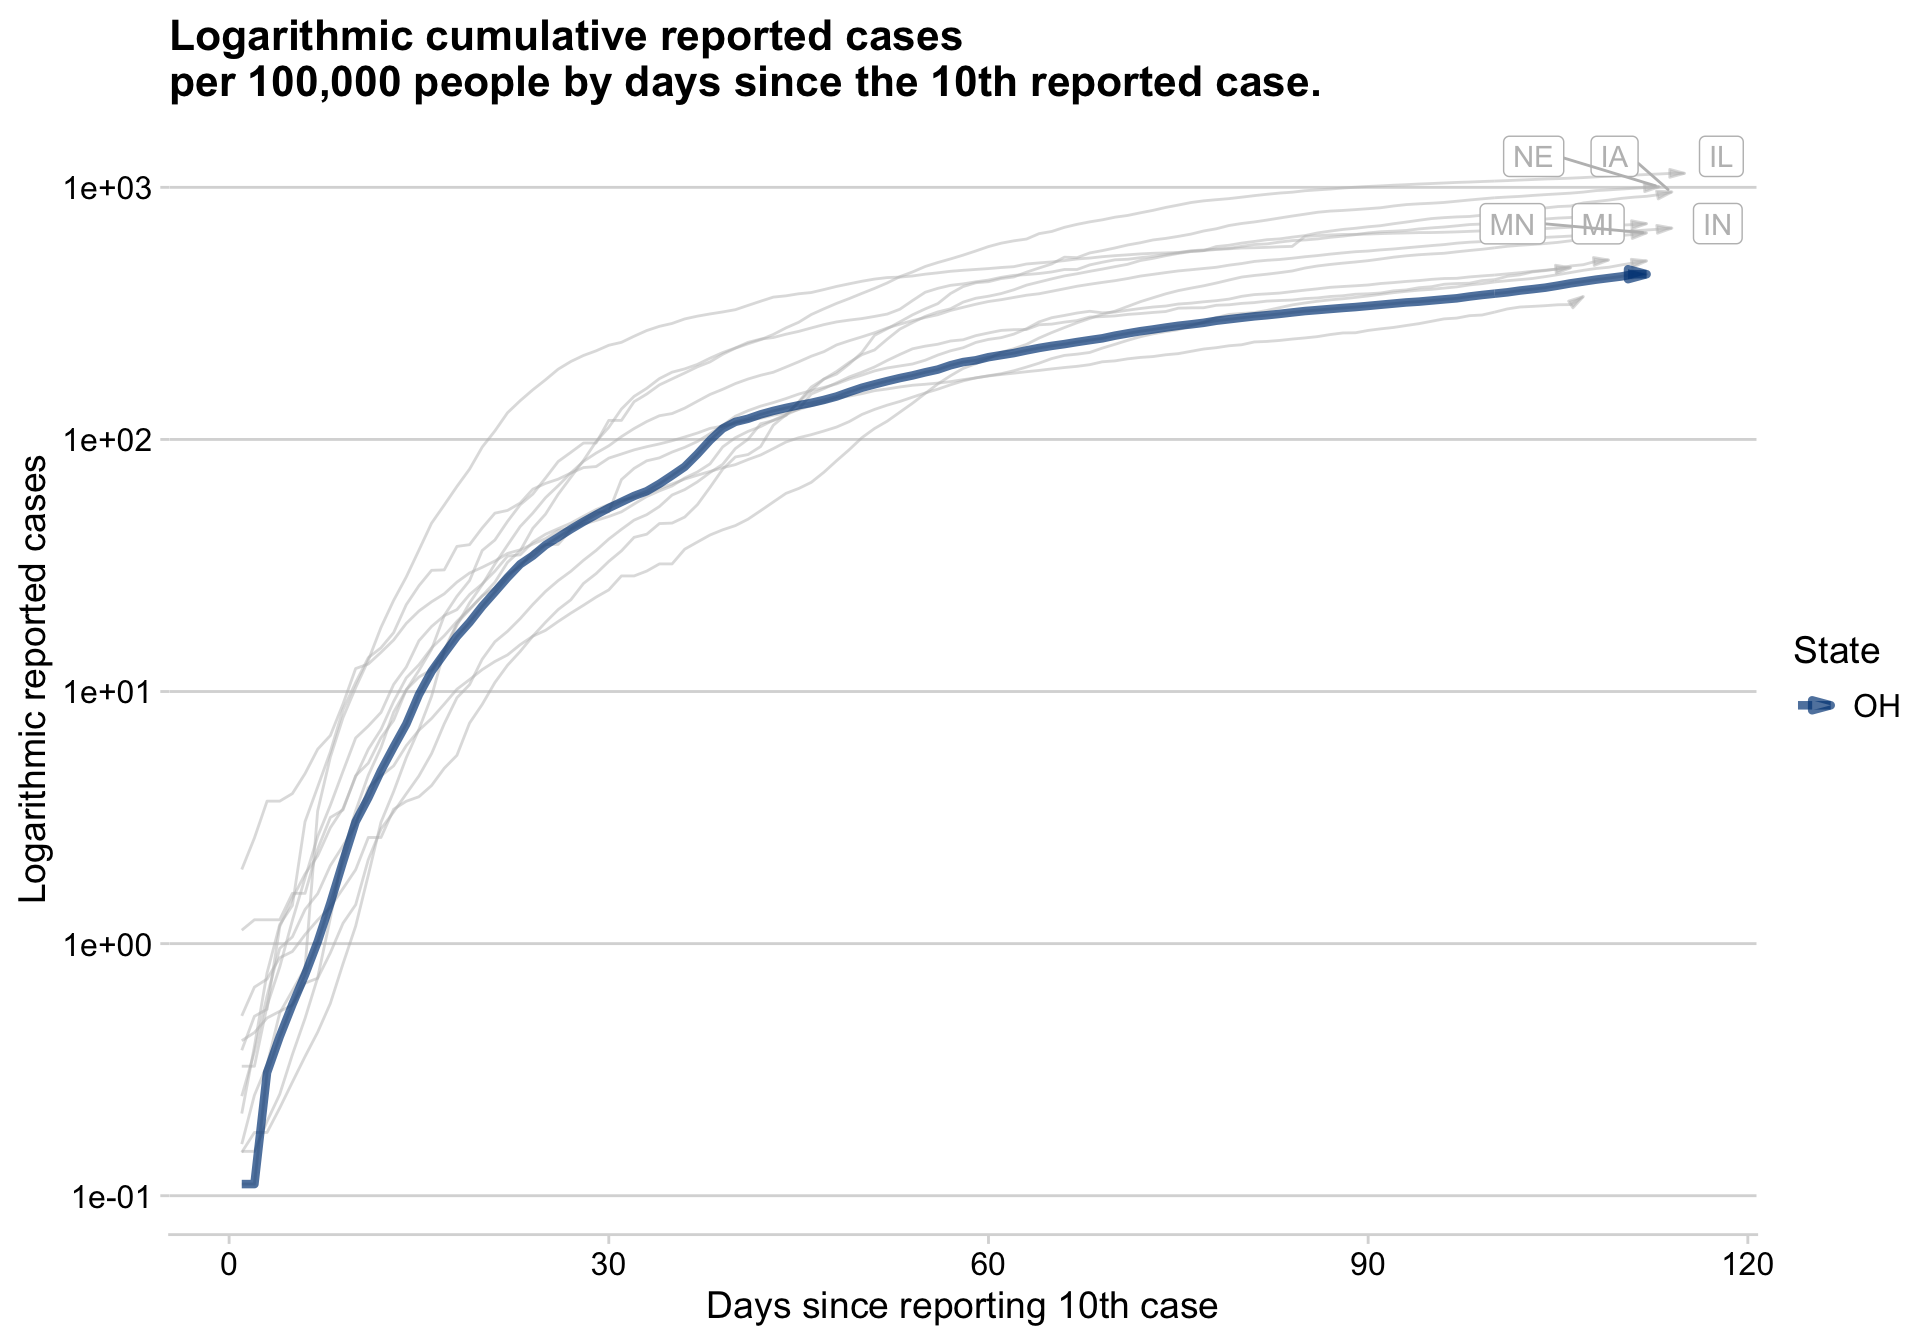 Logarithmic cumulative reported cases
per 100,000 people by days since the 10th reported case.
NE IA IL
1e+03
MN MI IN
1e+02
1e+01
1e+00
1e-01
Logarithmic reported cases
State
OH
0 30 60 90 120
Days since reporting 10th case